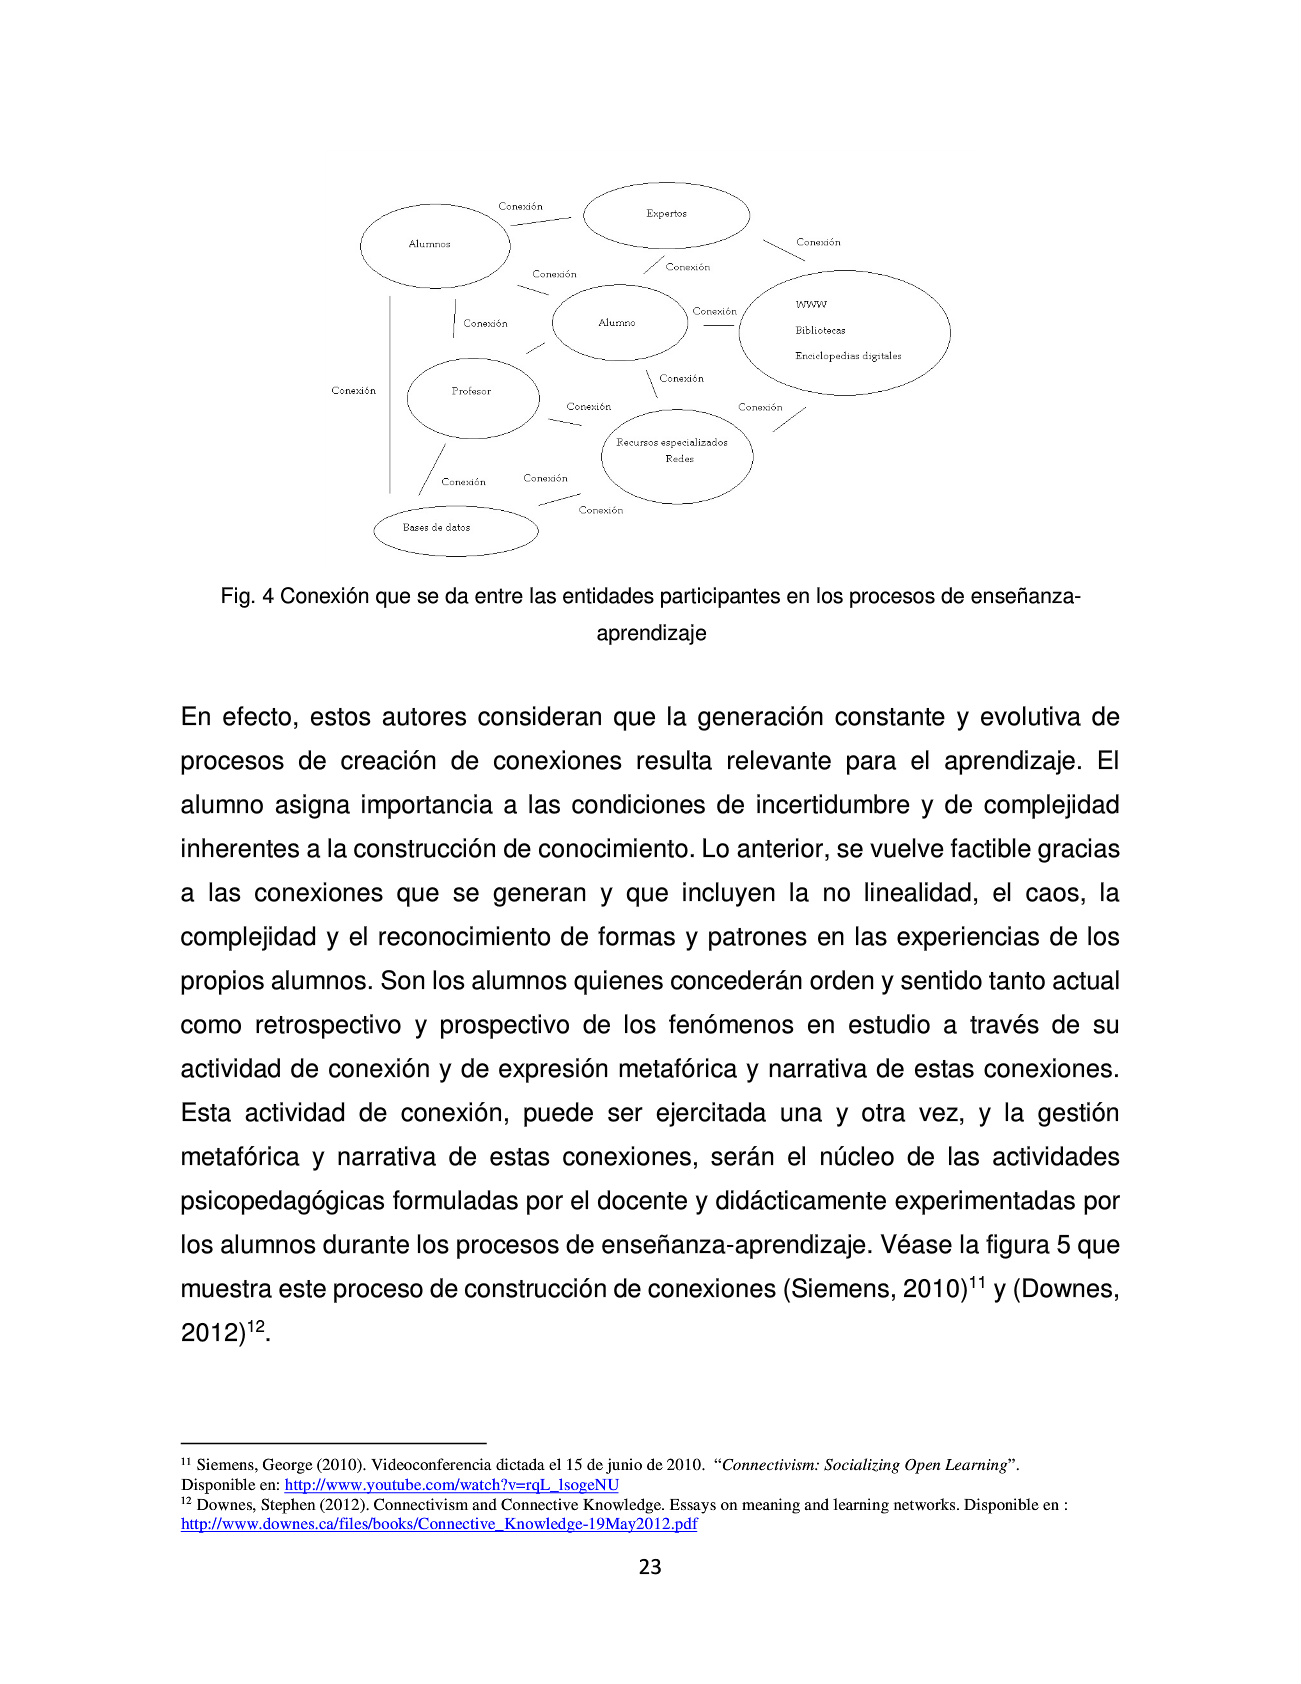 Conexión
Expertos
Alumnos
Conexión
Conexión
Conexión
WWW
Conexión
Conexión
Alumno
Bibliotecas
Enciclopedias digitales
Conexión
Profesor
Conexión
Conexión
Conexión
Recursos especializados
Redes
Conexión
Conexión
Conexión
Bases de datos
Fig. 4 Conexión que se da entre las entidades participantes en los procesos de enseñanza-
aprendizaje
En efecto, estos autores consideran que la generación constante y evolutiva de
procesos de creación de conexiones resulta relevante para el aprendizaje. El
alumno asigna importancia a las condiciones de incertidumbre y de complejidad
inherentes a la construcción de conocimiento. Lo anterior, se vuelve factible gracias
a las conexiones que se generan y que incluyen la no linealidad, el caos, la
complejidad y el reconocimiento de formas y patrones en las experiencias de los
propios alumnos. Son los alumnos quienes concederán orden y sentido tanto actual
como retrospectivo y prospectivo de los fenómenos en estudio a través de su
actividad de conexión y de expresión metafórica y narrativa de estas conexiones.
Esta actividad de conexión, puede ser ejercitada una y otra vez, y la gestión
metafórica y narrativa de estas conexiones, serán el núcleo de las actividades
psicopedagógicas formuladas por el docente y didácticamente experimentadas por
los alumnos durante los procesos de enseñanza-aprendizaje. Véase la figura 5 que
muestra este proceso de construcción de conexiones (Siemens, 2010)¹¹ y (Downes,
2012)¹².
¹¹ Siemens, George (2010). Videoconferencia dictada el 15 de junio de 2010. “Connectivism: Socializing Open Learning”.
Disponible en: http://www.youtube.com/watch?v=rqL_lsogeNU
¹² Downes, Stephen (2012). Connectivism and Connective Knowledge. Essays on meaning and learning networks. Disponible en :
http://www.downes.ca/files/books/Connective_Knowledge-19May2012.pdf
23